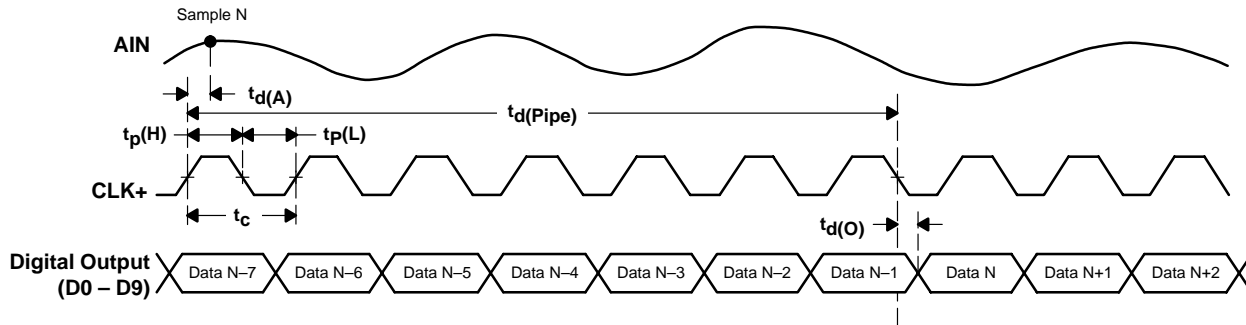 Sample N
AIN
td(A)
td(Pipe)
tp(H)
tP(L)
CLK+
tc
td(O)
Digital Output
(D0 – D9)
Data N–7
Data N–6
Data N–5
Data N–4
Data N–3
Data N–2
Data N–1
Data N
Data N+1
Data N+2